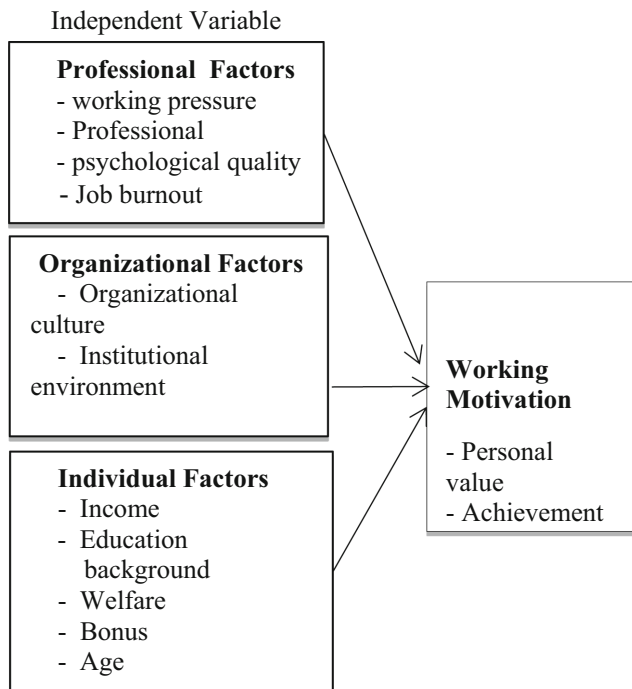 Independent Variable
Professional Factors
- working pressure
- Professional
- psychological quality
- Job burnout
Organizational Factors
- Organizational
culture
- Institutional
environment
Working
Motivation
- Personal
value
- Achievement
Individual Factors
- Income
- Education
background
- Welfare
- Bonus
- Age